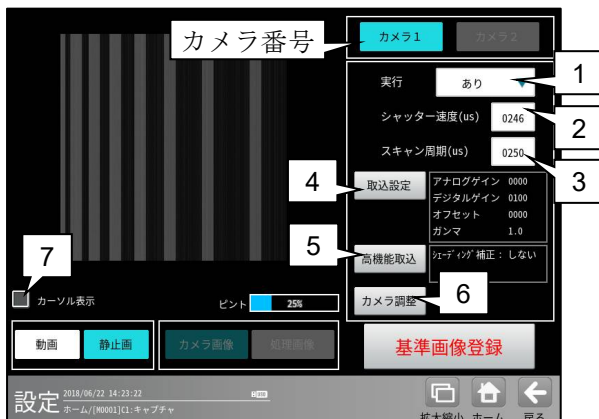 カメラ番号
カメラ1
カメラ2
実行
あり
1
シャッター速度(us)
0246
2
スキャン周期(us)
0250
3
4
取込設定
アナログゲイン 0000
デジタルゲイン 0100
オフセット 0000
ガンマ 1.0
5
高機能取込
シェーディング補正：しない
7
カーソル表示
ピント
25%
カメラ調整
6
動画
静止画
カメラ画像
処理画像
基準画像登録
設定
2018/06/22 14:23:22
ホーム/[M0001]C1:キャプチャ
拡大縮小
ホーム
戻る